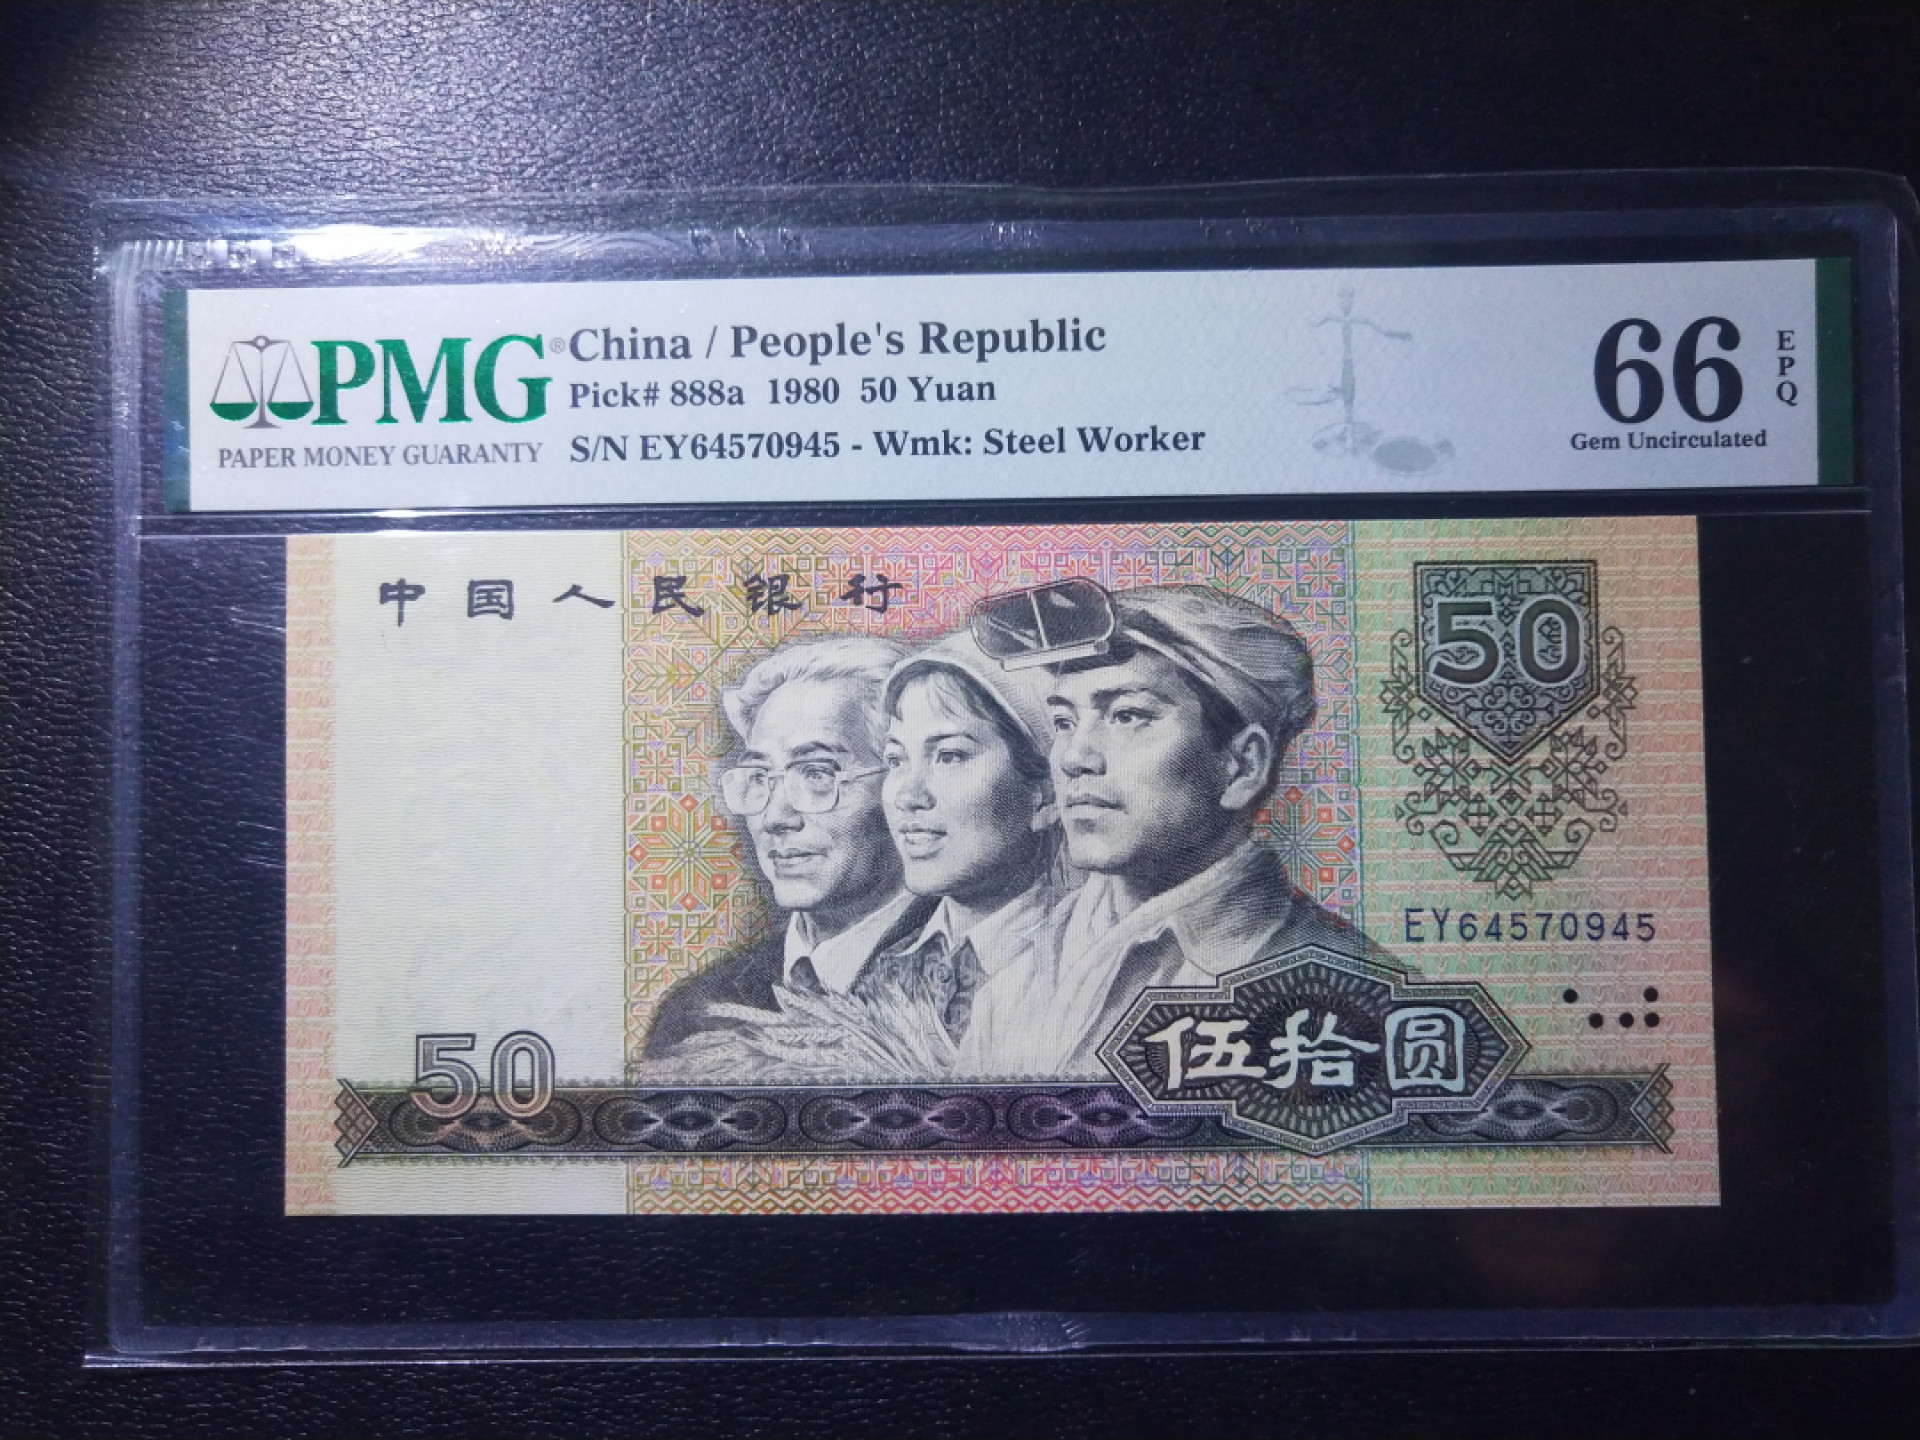 PMG®
PAPER MONEY GUARANTY
China / People's Republic
Pick# 888a 1980 50 Yuan
S/N EY64570945 - Wmk: Steel Worker
66 EPQ
Gem Uncirculated
中国人民银行
50
EY64570945
伍拾圆
50